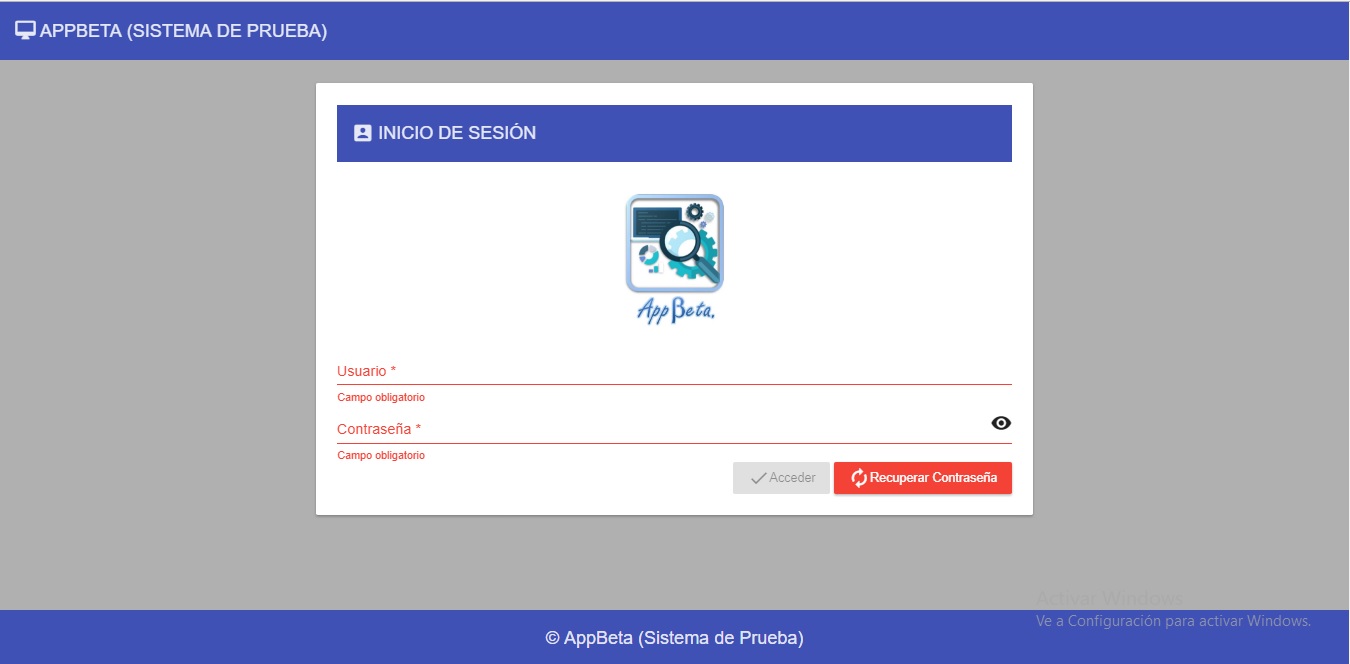 APPBETA (SISTEMA DE PRUEBA)
INICIO DE SESIÓN
AppBeta.
Usuario *
Campo obligatorio
Contraseña *
Campo obligatorio
Acceder
Recuperar Contraseña
Activar Windows
Ve a Configuración para activar Windows.
© AppBeta (Sistema de Prueba)